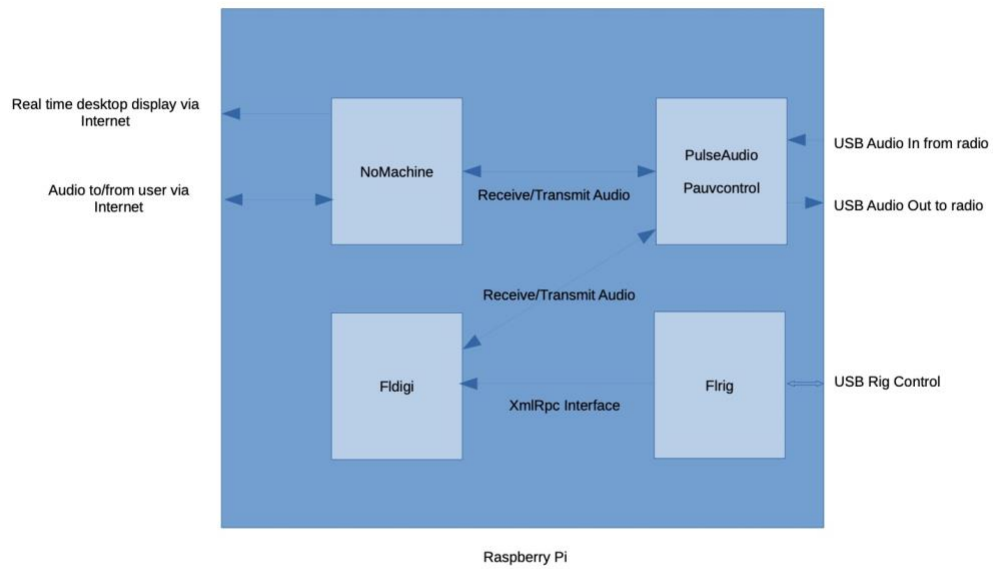 Real time desktop display via
Internet
NoMachine
Audio to/from user via
Internet
Receive/Transmit Audio
PulseAudio
Pauvcontrol
USB Audio In from radio
USB Audio Out to radio
Receive/Transmit Audio
Fldigi
XmlRpc Interface
Flrig
USB Rig Control
Raspberry Pi